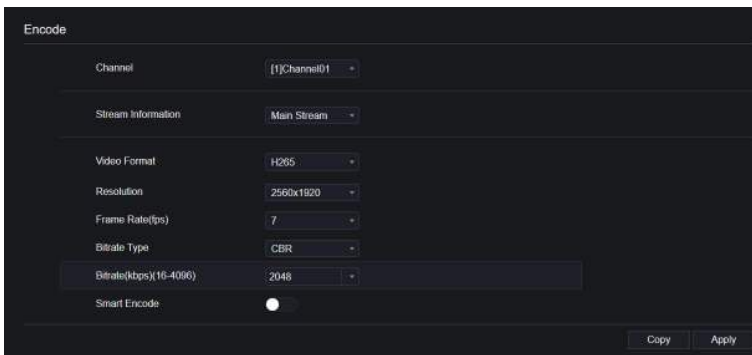 Encode
Channel [1]Channel01
Stream Information Main Stream
Video Format H265
Resolution 2560x1920
Frame Rate(fps) 7
Bitrate Type CBR
Bitrate(kbps)(16-4096) 2048
Smart Encode
Copy Apply